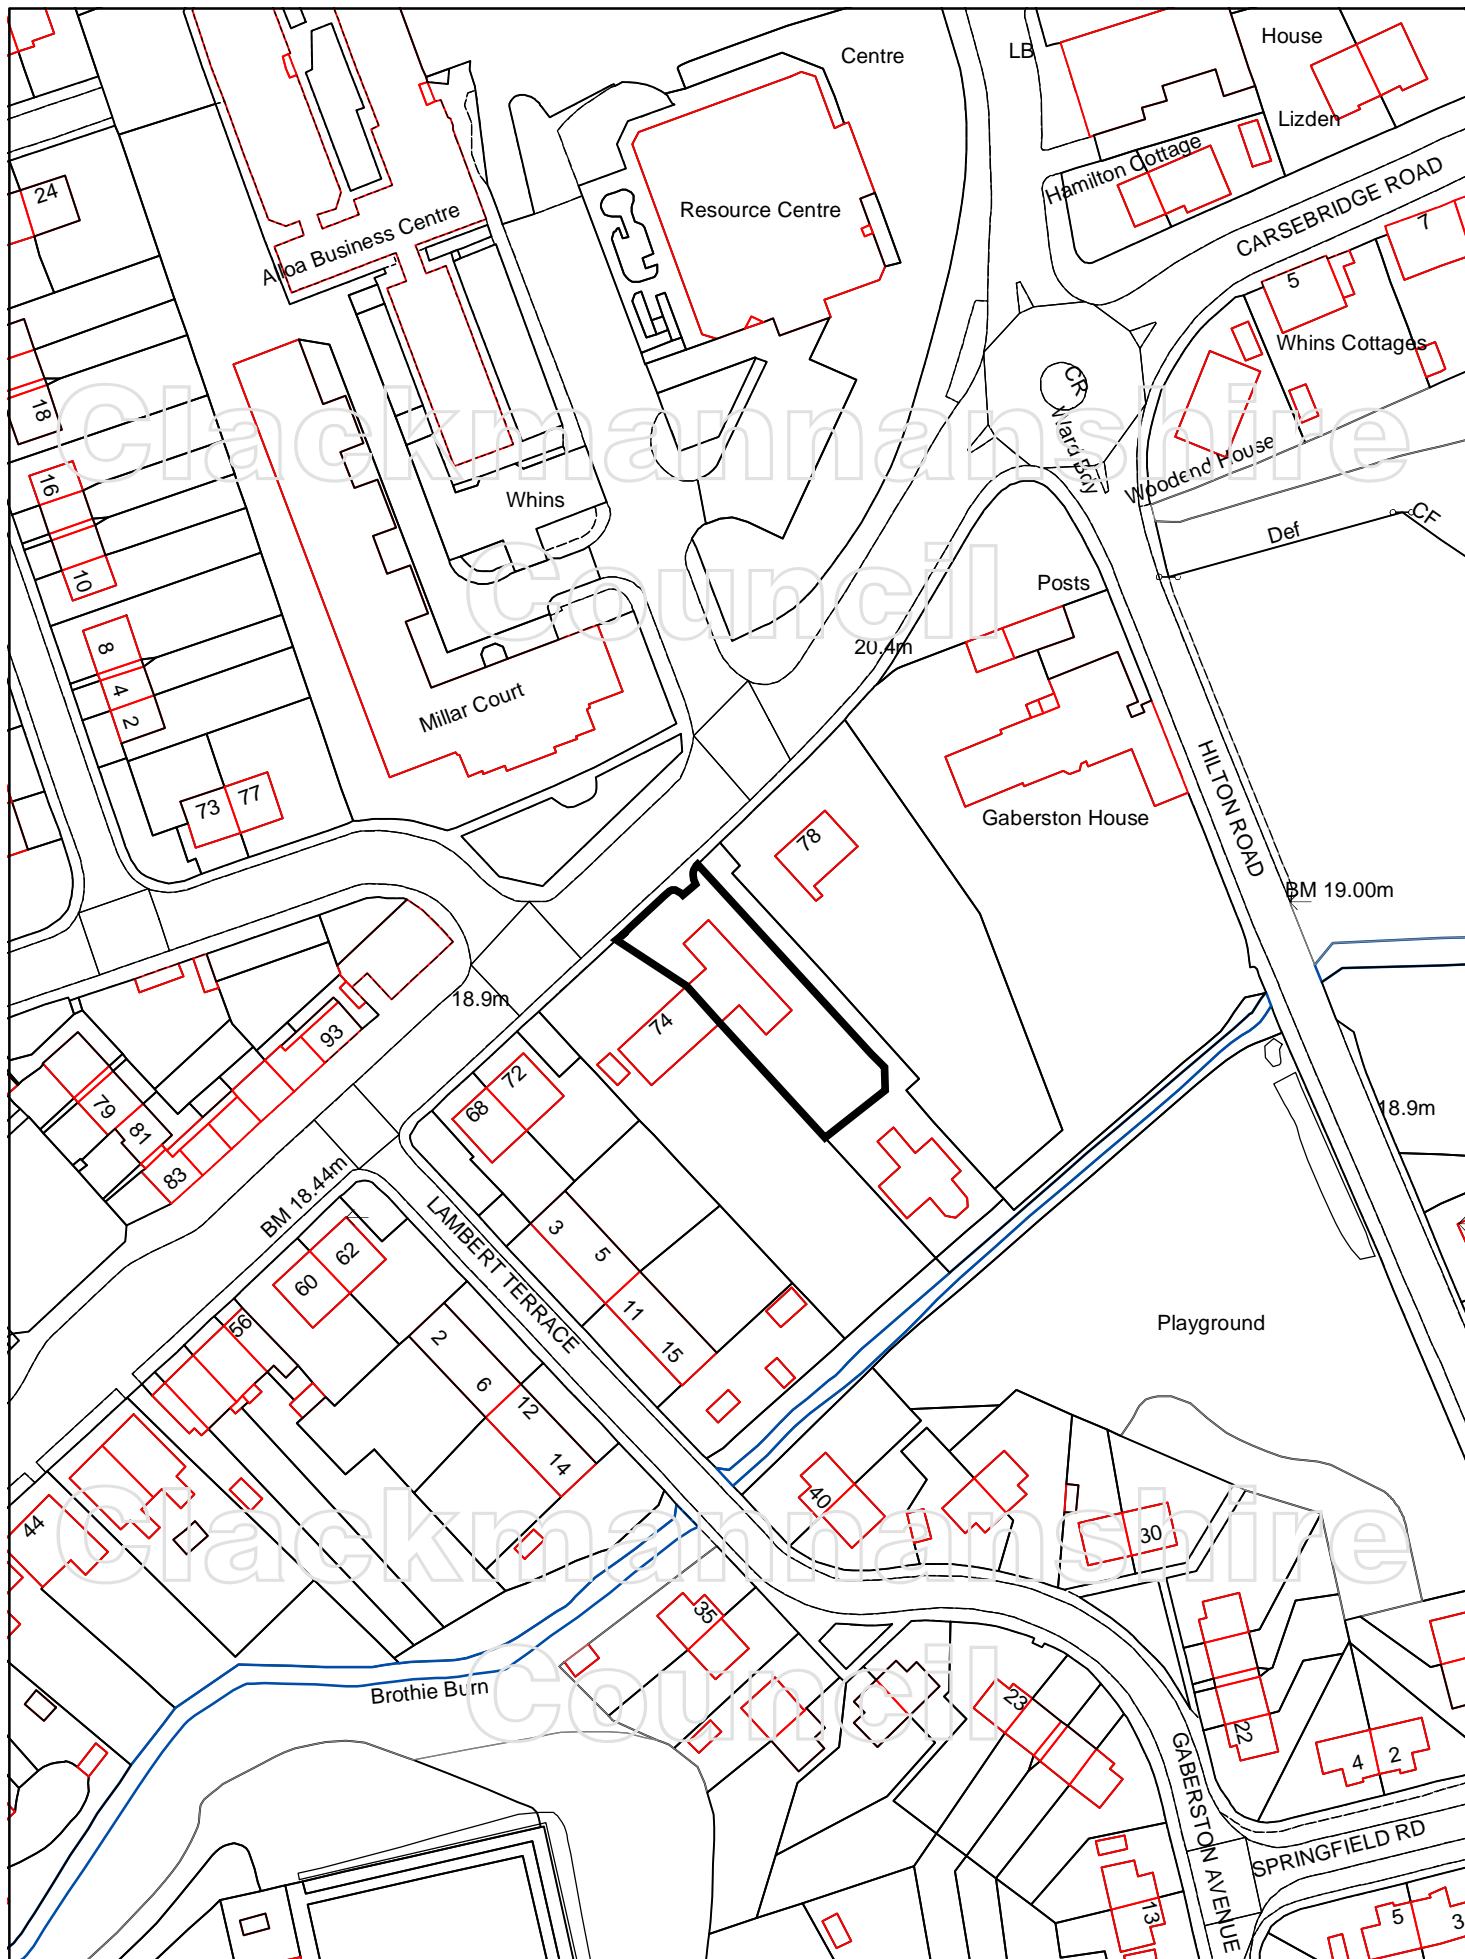 Centre
LB
House
Lizden
Hamilton Cottage
24
Resource Centre
CARSEBRIDGE ROAD
7
Alloa Business Centre
5
Whins Cottages
CR
Ward Bdy
18
Clackmannanshire
Woodend House
16
Whins
CF
Def
10
Posts
Council
8
20.4m
4
Millar Court
2
HILTON ROAD
77
73
Gaberston House
78
BM 19.00m
18.9m
74
93
72
68
79
81
18.9m
83
BM 18.44m
LAMBERT TERRACE
3
5
62
60
11
56
2
15
Playground
6
12
14
40
Clackmannanshire
44
30
35
Council
Brothie Burn
23
22
4
2
GABERSTON AVENUE
SPRINGFIELD RD
13
5
3